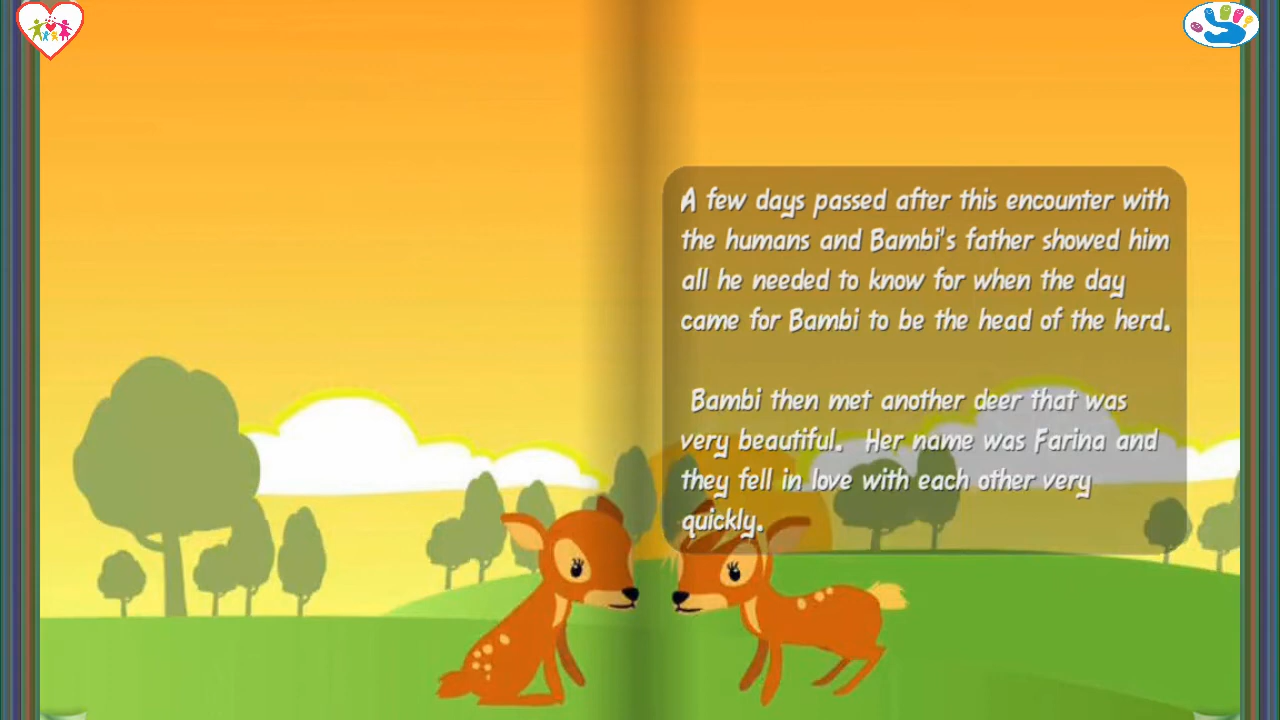 A few days passed after this encounter with
the humans and Bambi's father showed him
all he needed to know for when the day
came for Bambi to be the head of the herd.
Bambi then met another deer that was
very beautiful. Her name was Farina and
they fell in love with each other very
quickly.